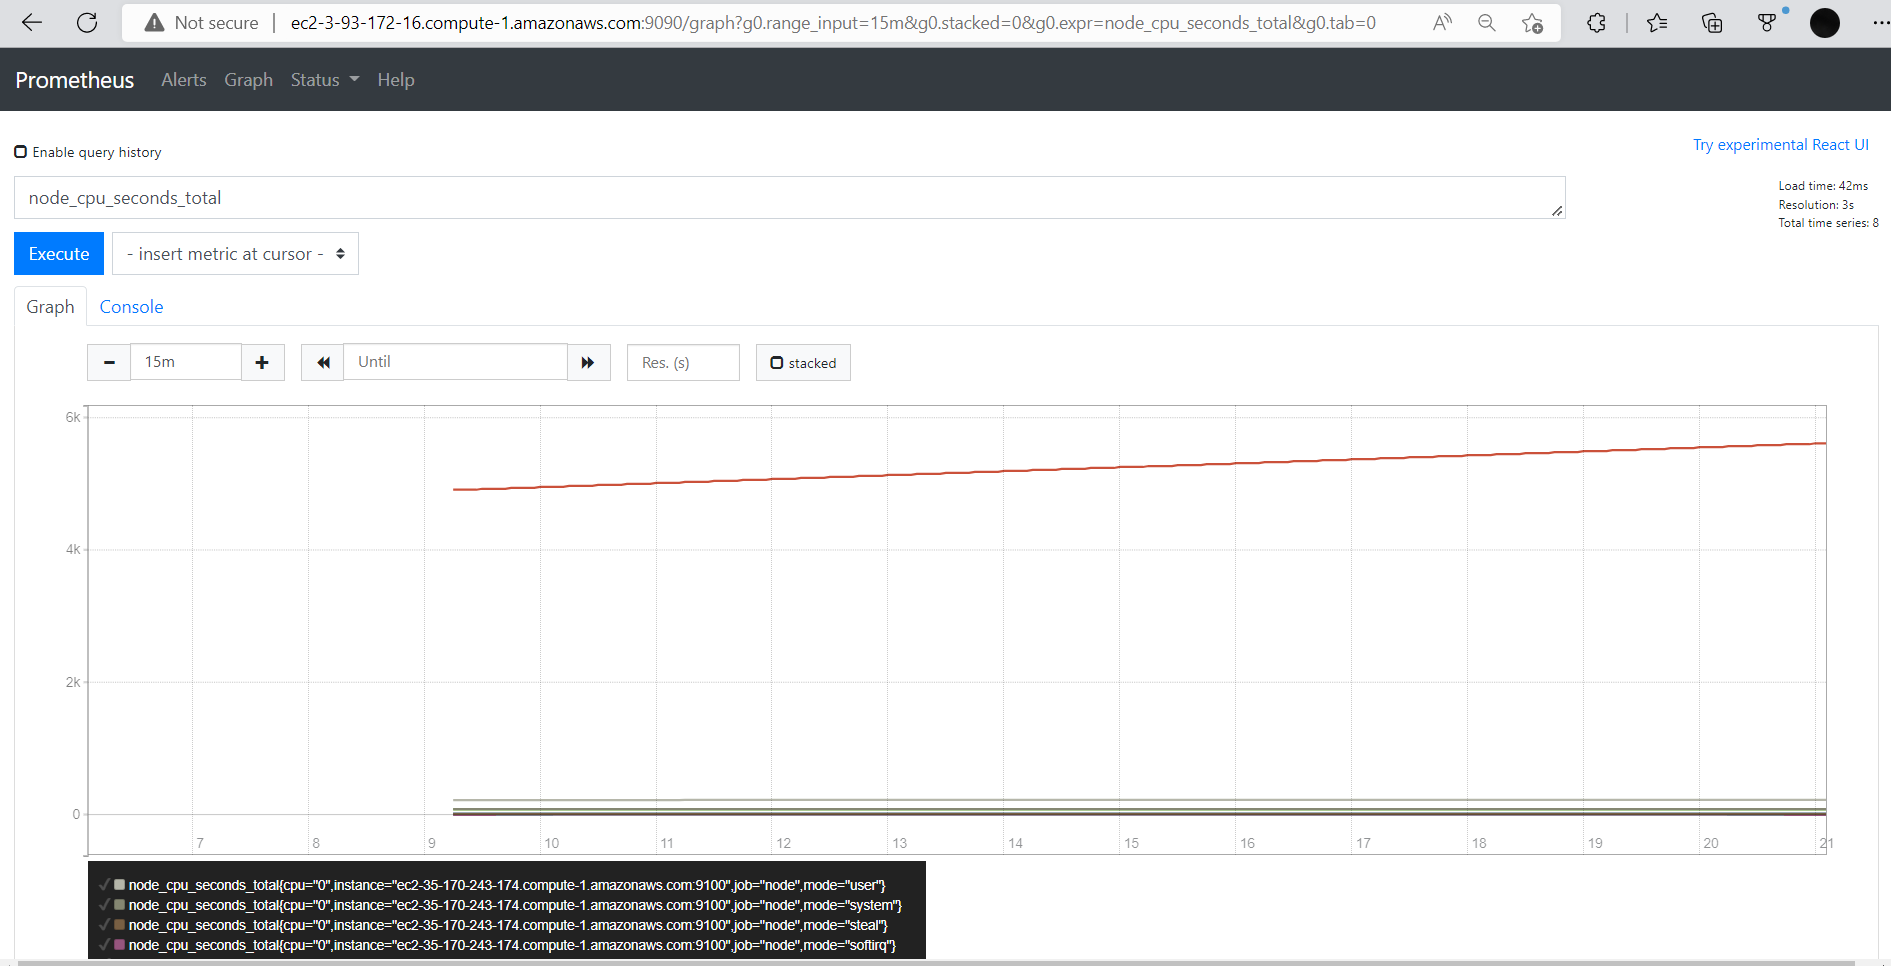 Not secure | ec2-3-93-172-16.compute-1.amazonaws.com:9090/graph?g0.range_input=15m&g0.stacked=0&g0.expr=node_cpu_seconds_total&g0.tab=0
Prometheus Alerts Graph Status Help
Try experimental React UI
Enable query history
node_cpu_seconds_total
Load time: 42ms
Resolution: 3s
Total time series: 8
Execute - insert metric at cursor -
Graph Console
15m Until Res. (s) stacked
6k
4k
2k
0
7 8 9 10 11 12 13 14 15 16 17 18 19 20 21
node_cpu_seconds_total{cpu="0",instance="ec2-35-170-243-174.compute-1.amazonaws.com:9100",job="node",mode="user"}
node_cpu_seconds_total{cpu="0",instance="ec2-35-170-243-174.compute-1.amazonaws.com:9100",job="node",mode="system"}
node_cpu_seconds_total{cpu="0",instance="ec2-35-170-243-174.compute-1.amazonaws.com:9100",job="node",mode="steal"}
node_cpu_seconds_total{cpu="0",instance="ec2-35-170-243-174.compute-1.amazonaws.com:9100",job="node",mode="softirq"}